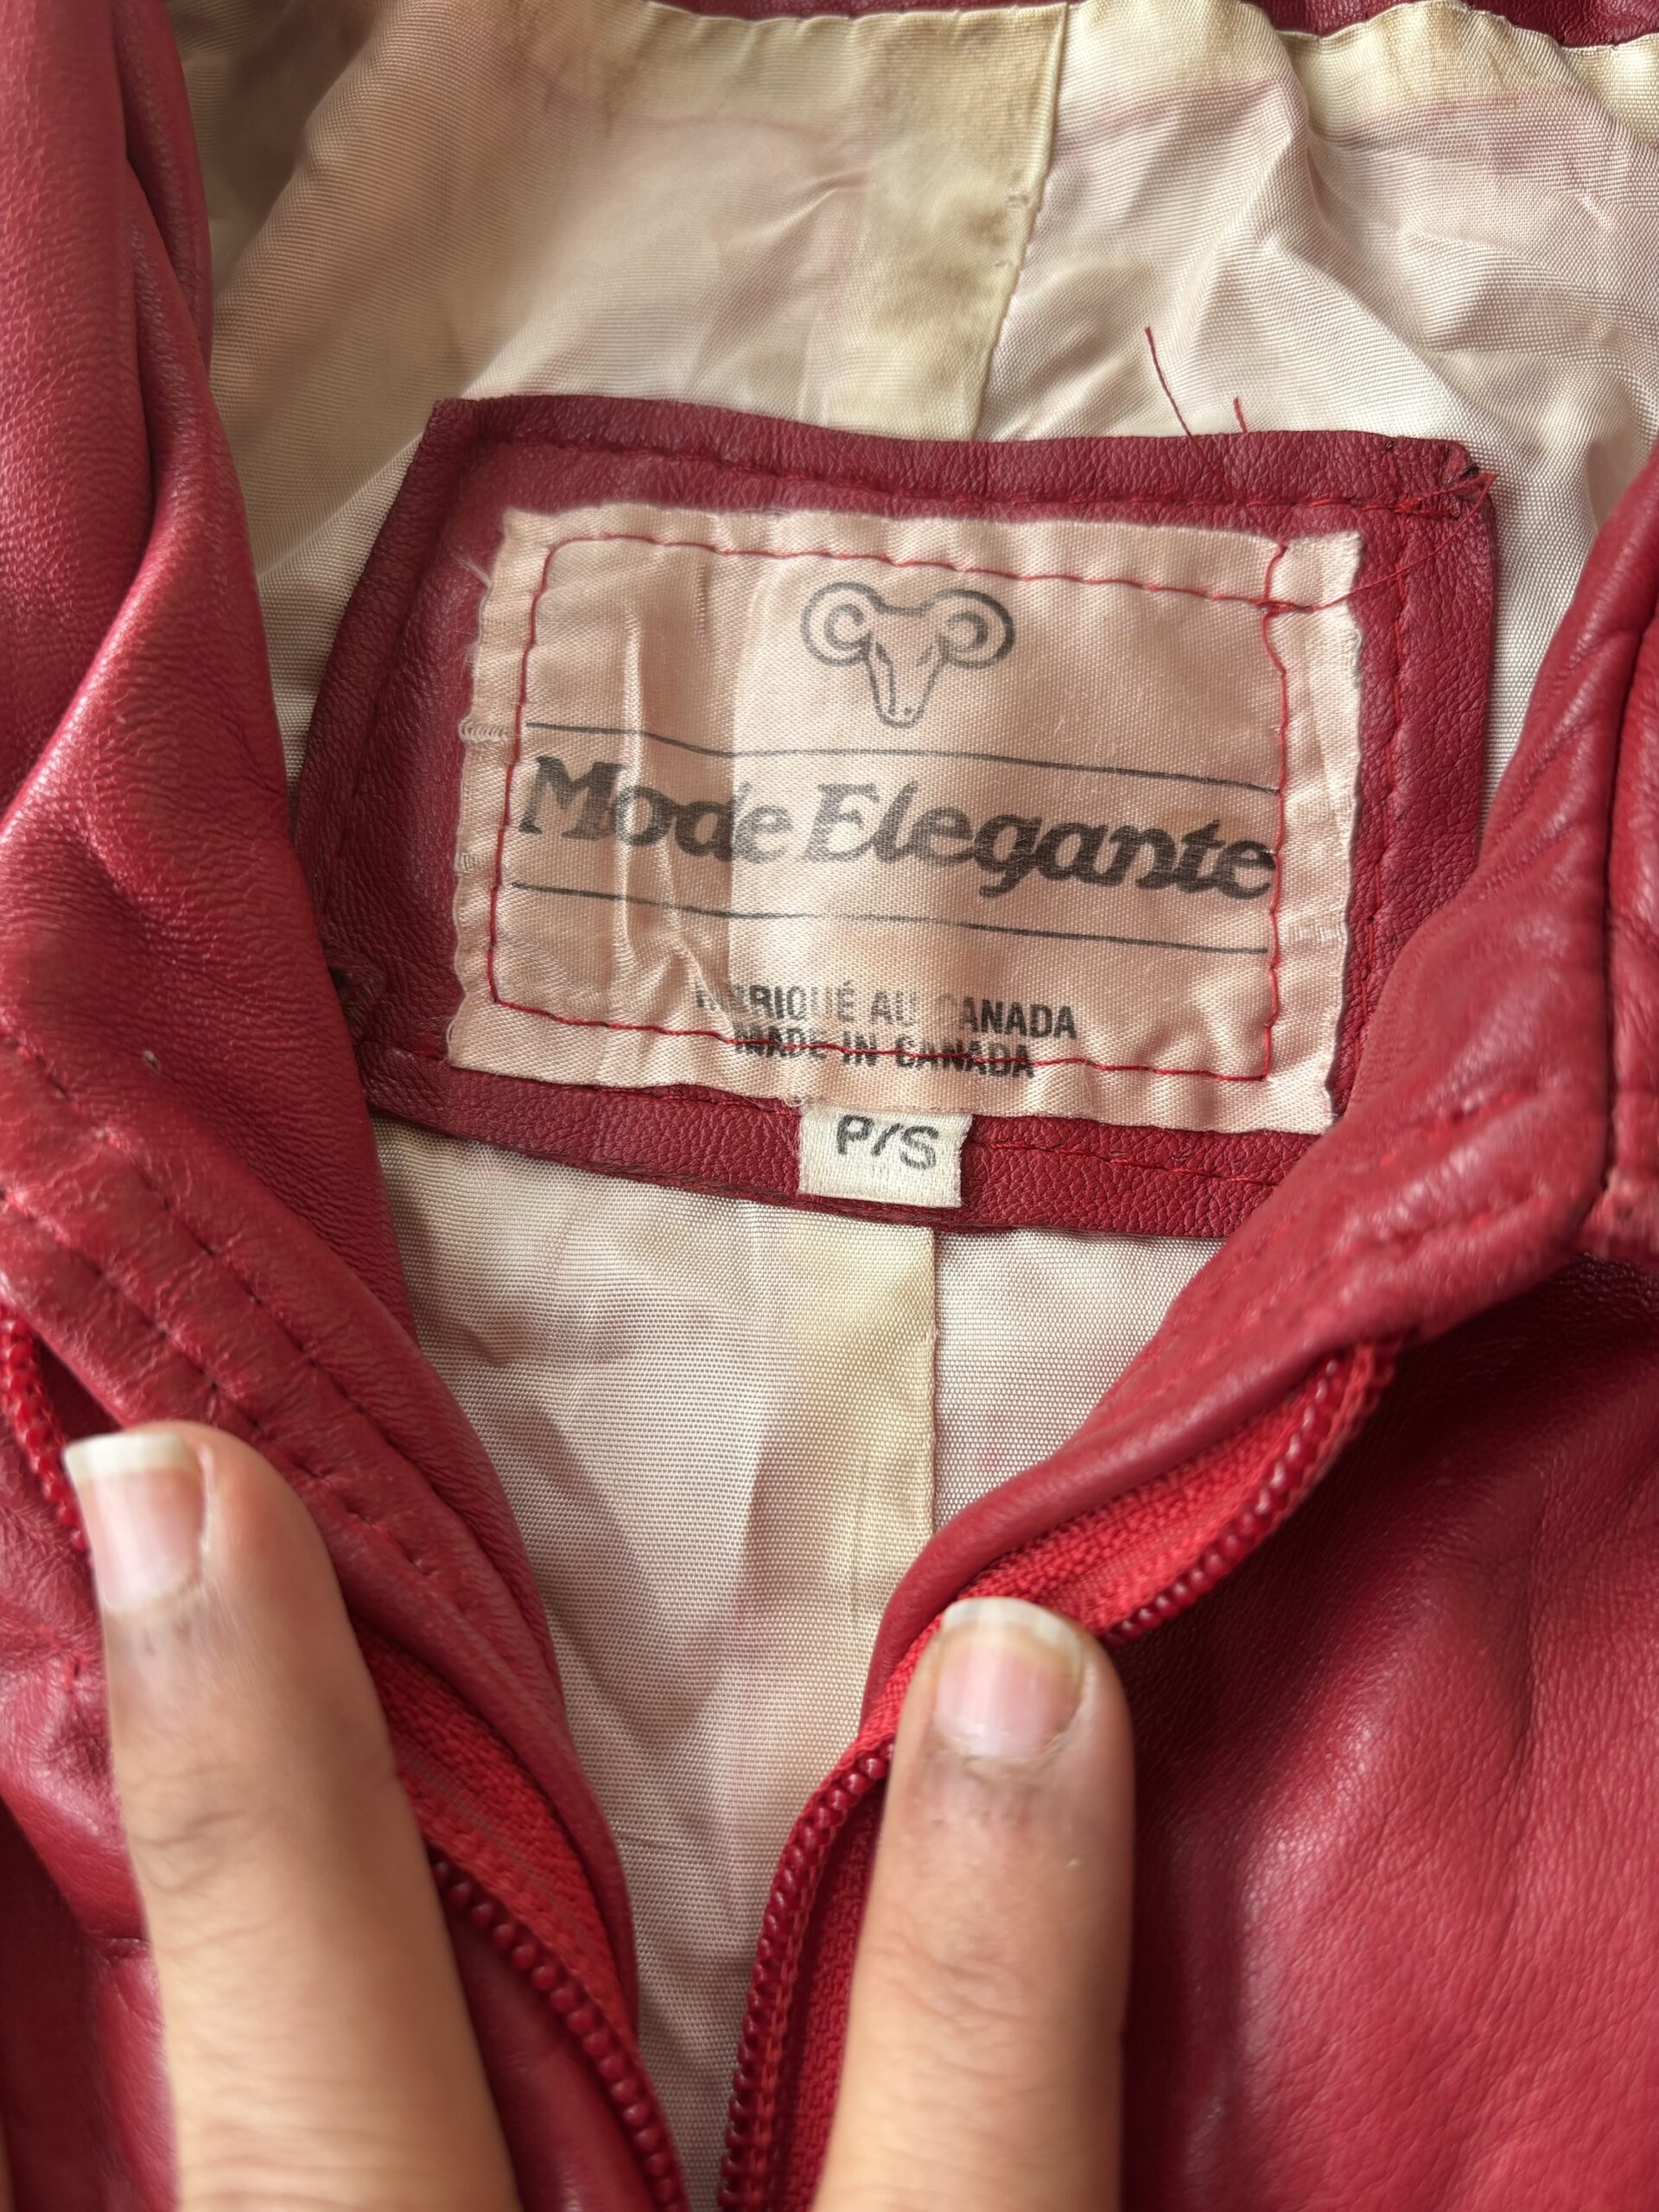 Mode Elegante
FABRIQUÉ AU CANADA
MADE IN CANADA
P/S